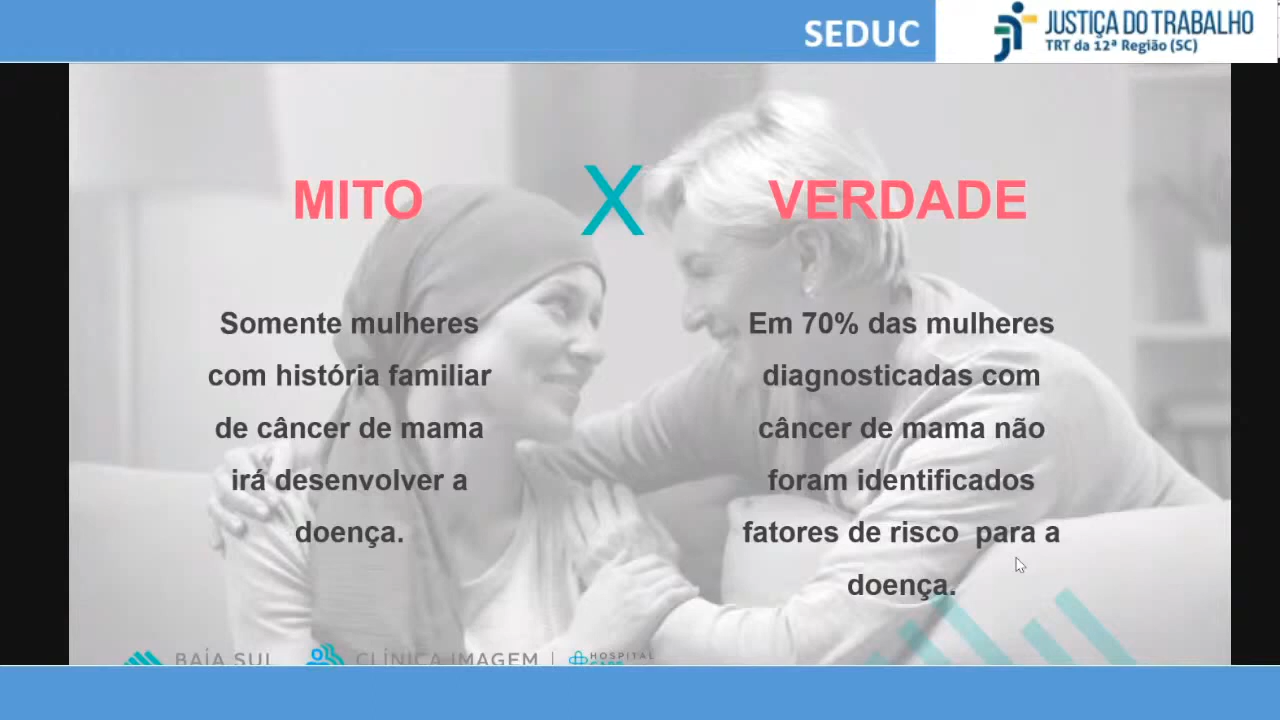 SEDUC
JUSTIÇA DO TRABALHO
TRT da 12ª Região (SC)
MITO
X
VERDADE
Somente mulheres
com história familiar
de câncer de mama
irá desenvolver a
doença.
Em 70% das mulheres
diagnosticadas com
câncer de mama não
foram identificados
fatores de risco  para a
doença.
BAÍA SUL
CLÍNICA IMAGEM
HOSPITAL
CARE